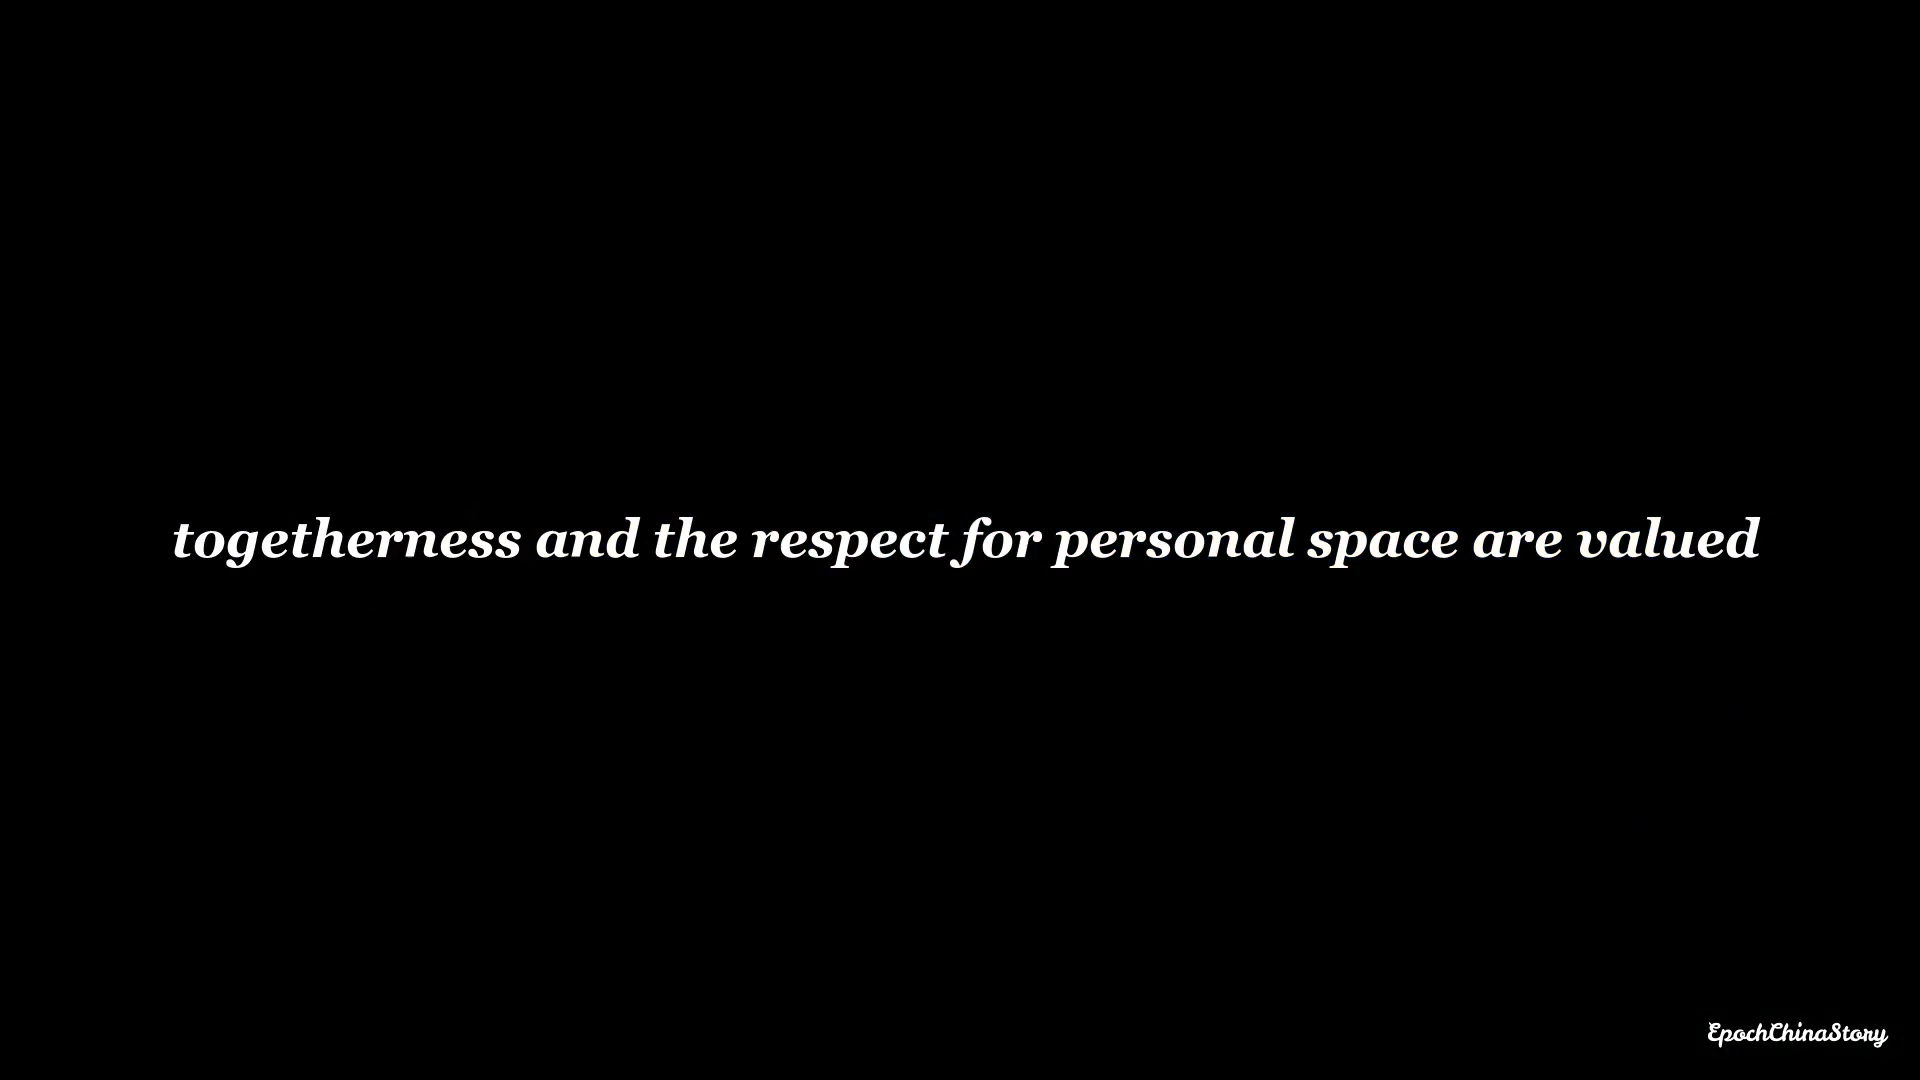 togetherness and the respect for personal space are valued
EpochChinaStory